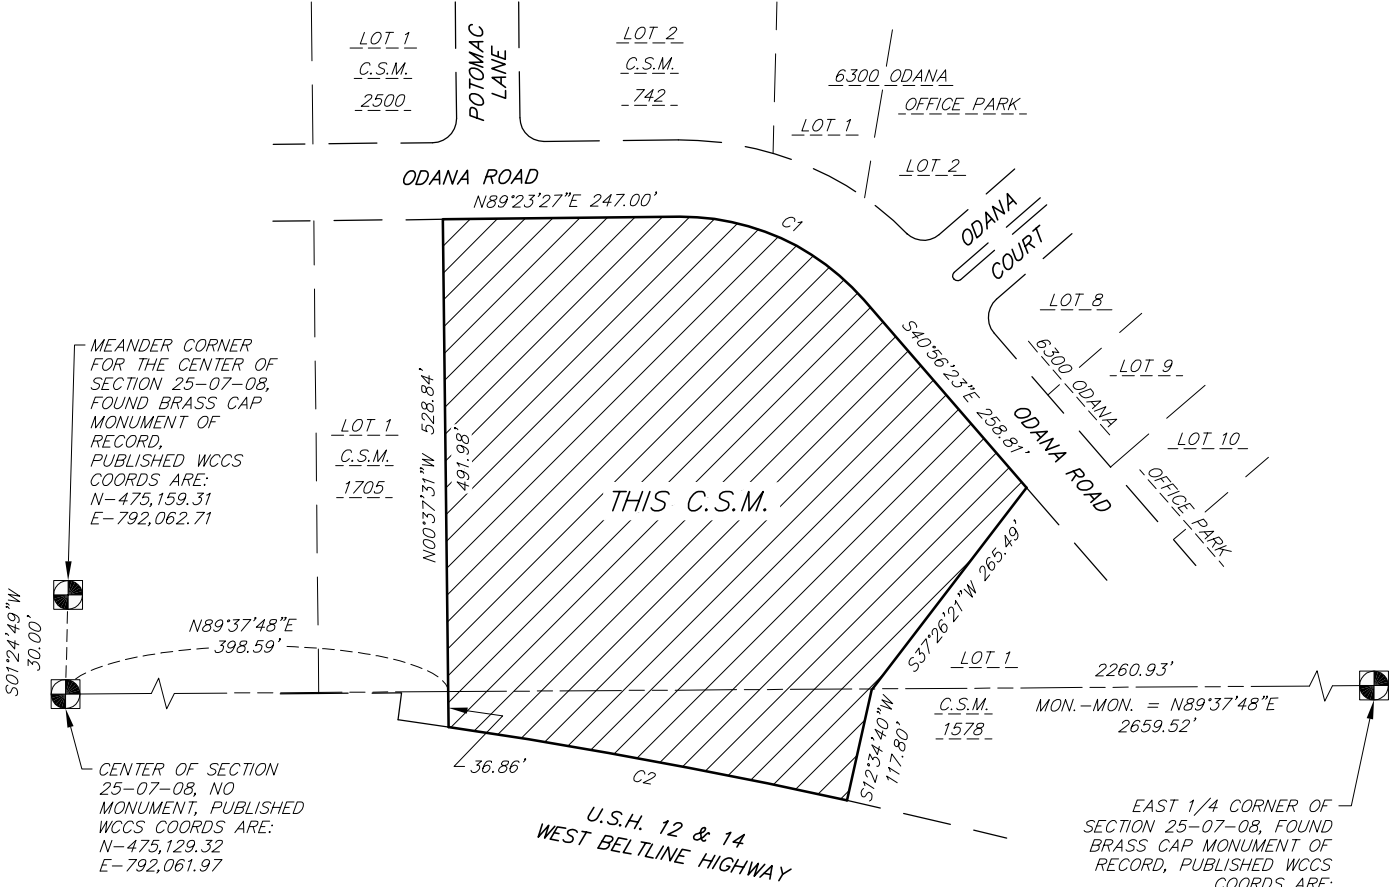 LOT 1
C.S.M.
2500
POTOMAC
LANE
LOT 2
C.S.M.
742
6300 ODANA
OFFICE PARK
LOT 1
LOT 2
ODANA ROAD
N89°23'27"E 247.00'
C1
ODANA
COURT
LOT 8
6300 ODANA
LOT 9
LOT 10
OFFICE PARK
S40°56'23"E 258.81'
ODANA ROAD
MEANDER CORNER
FOR THE CENTER OF
SECTION 25-07-08,
FOUND BRASS CAP
MONUMENT OF
RECORD,
PUBLISHED WCCS
COORDS ARE:
N-475,159.31
E-792,062.71
LOT 1
C.S.M.
1705
N00°37'31"W 528.84'
491.98'
THIS C.S.M.
S37°26'21"W 265.49'
S01°24'49"W
30.00'
N89°37'48"E
398.59'
LOT 1
C.S.M.
1578
2260.93'
MON.-MON. = N89°37'48"E
2659.52'
S12°34'40"W
117.80'
36.86'
C2
U.S.H. 12 & 14
WEST BELTLINE HIGHWAY
CENTER OF SECTION
25-07-08, NO
MONUMENT, PUBLISHED
WCCS COORDS ARE:
N-475,129.32
E-792,061.97
EAST 1/4 CORNER OF
SECTION 25-07-08, FOUND
BRASS CAP MONUMENT OF
RECORD, PUBLISHED WCCS
COORDS ARE: